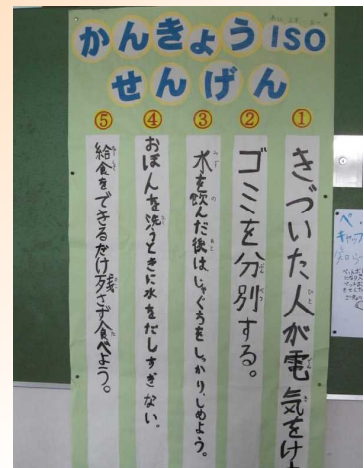 かんきょうISO
せんげん
① きづいた人が電気をけ
② ゴミを分別する。
③ 水を飲んだ後はじゃぐちをしっかりしめよう。
④ おぼんを洗うときに水をだしすぎない。
⑤ 給食をできるだけ残さず食べよう。